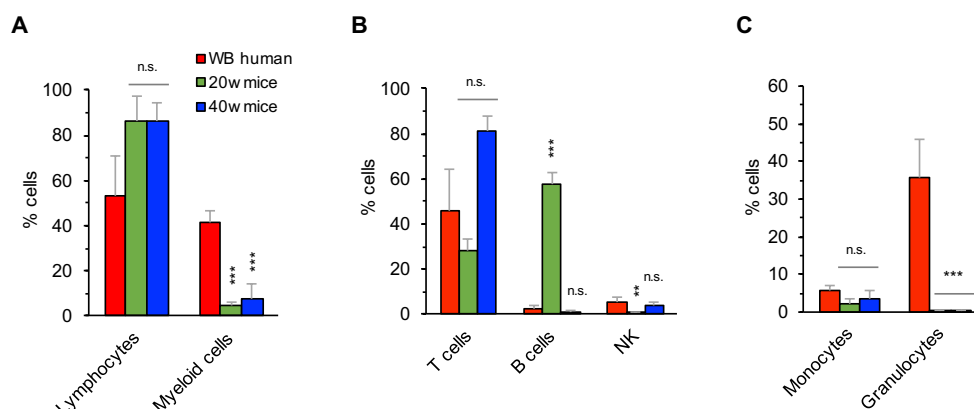 A
WB human
20w mice
40w mice
n.s.
100
80
60
40
20
0
% cells
***
***
Lymphocytes
Myeloid cells
B
100
80
60
40
20
0
% cells
n.s.
***
n.s.
**
n.s.
T cells
B cells
NK
C
60
50
40
30
20
10
0
% cells
n.s.
***
Monocytes
Granulocytes